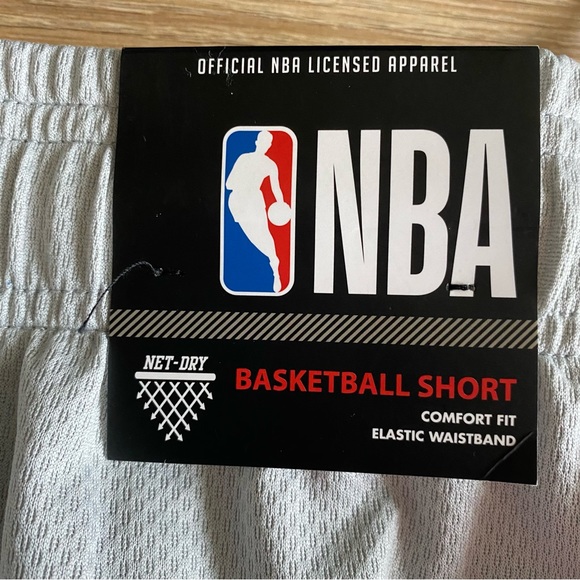 OFFICIAL NBA LICENSED APPAREL
NBA
NET-DRY
BASKETBALL SHORT
COMFORT FIT
ELASTIC WAISTBAND